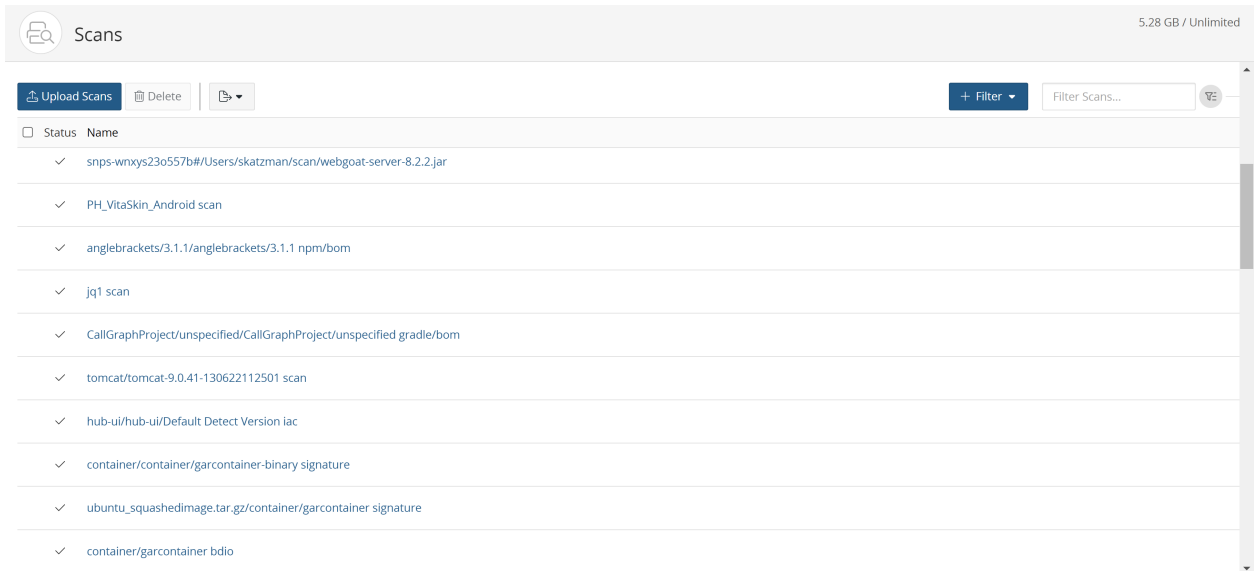 Scans
5.28 GB / Unlimited
Upload Scans Delete + Filter Filter Scans...
Status Name
snps-wnxys23o557b#/Users/skatzman/scan/webgoat-server-8.2.2.jar
PH_VitaSkin_Android scan
anglebrackets/3.1.1/anglebrackets/3.1.1 npm/bom
jq1 scan
CallGraphProject/unspecified/CallGraphProject/unspecified gradle/bom
tomcat/tomcat-9.0.41-130622112501 scan
hub-ui/hub-ui/Default Detect Version iac
container/container/garcontainer-binary signature
ubuntu_squashedimage.tar.gz/container/garcontainer signature
container/garcontainer bdio